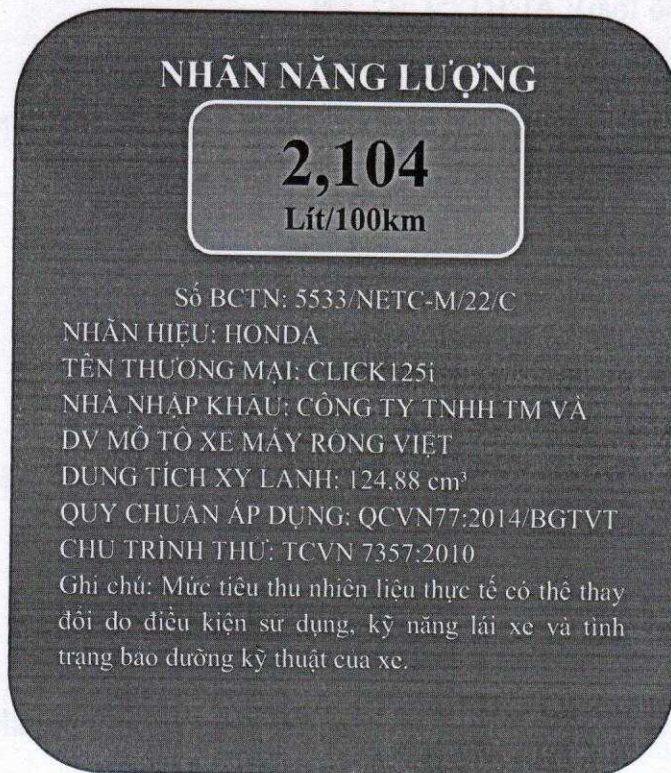 NHÃN NĂNG LƯỢNG
2,104
Lít/100km
Số BCTN: 5533/NETC-M/22/C
NHÃN HIỆU: HONDA
TÊN THƯƠNG MẠI: CLICK125i
NHÀ NHẬP KHẨU: CÔNG TY TNHH TM VÀ
DV MÔ TÔ XE MÁY RỒNG VIỆT
DUNG TÍCH XY LANH: 124,88 cm³
QUY CHUẨN ÁP DỤNG: QCVN77:2014/BGTVT
CHU TRÌNH THỬ: TCVN 7357:2010
Ghi chú: Mức tiêu thụ nhiên liệu thực tế có thể thay
đổi do điều kiện sử dụng, kỹ năng lái xe và tình
trạng bảo dưỡng kỹ thuật của xe.